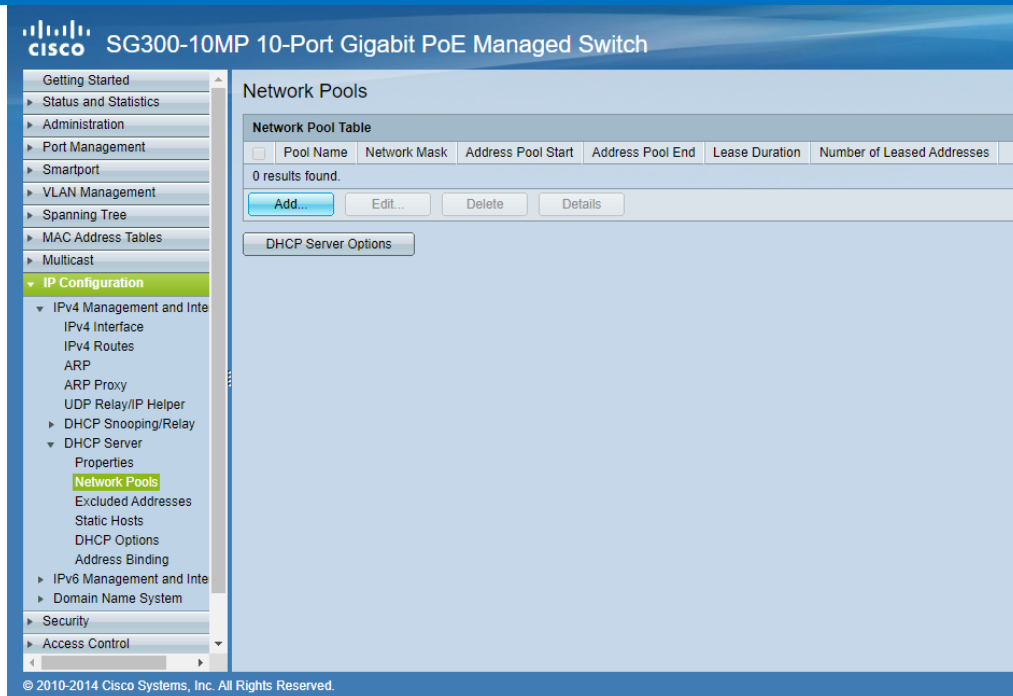 CISCO SG300-10MP 10-Port Gigabit PoE Managed Switch
Getting Started
Status and Statistics
Administration
Port Management
Smartport
VLAN Management
Spanning Tree
MAC Address Tables
Multicast
IP Configuration
IPv4 Management and Inte
IPv4 Interface
IPv4 Routes
ARP
ARP Proxy
UDP Relay/IP Helper
DHCP Snooping/Relay
DHCP Server
Properties
Network Pools
Excluded Addresses
Static Hosts
DHCP Options
Address Binding
IPv6 Management and Inte
Domain Name System
Security
Access Control
Network Pools
Network Pool Table
Pool Name Network Mask Address Pool Start Address Pool End Lease Duration Number of Leased Addresses
0 results found.
Add... Edit... Delete Details
DHCP Server Options
© 2010-2014 Cisco Systems, Inc. All Rights Reserved.